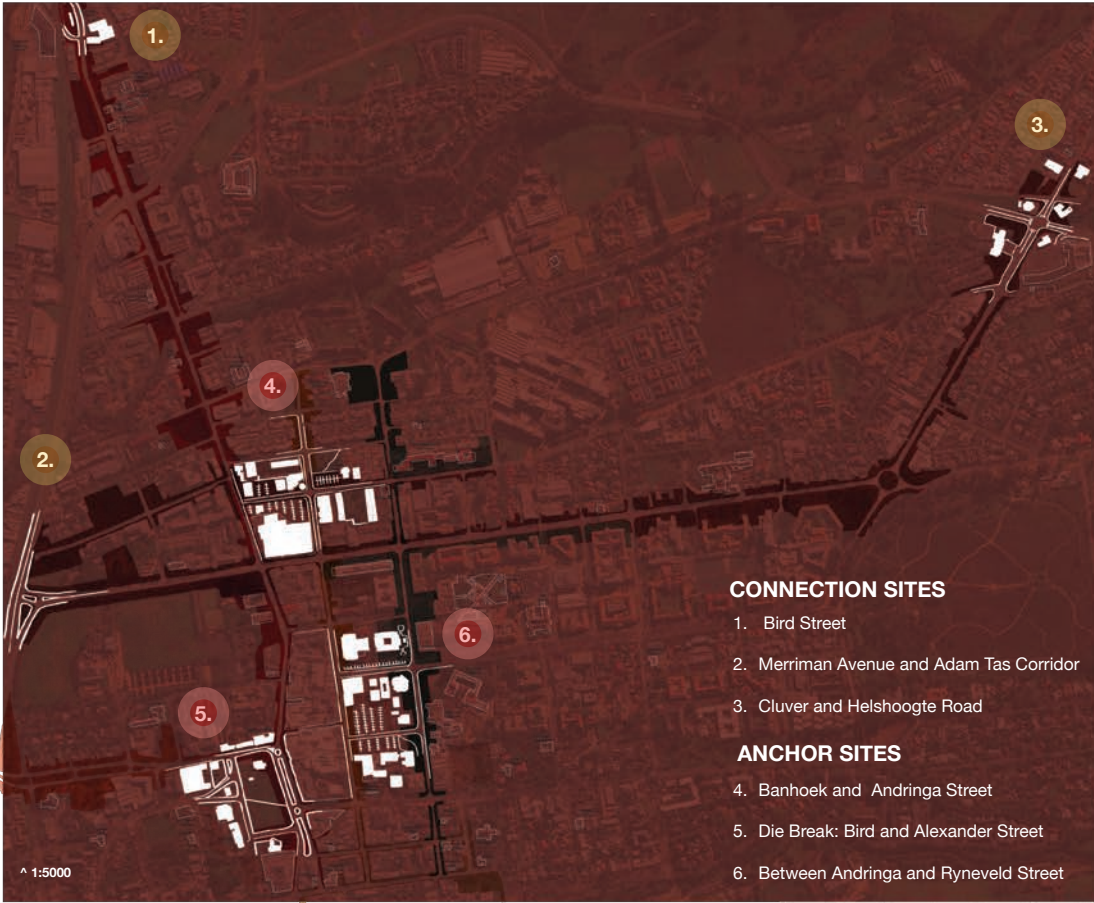 1.
3.
4.
2.
CONNECTION SITES
1. Bird Street
6.
2. Merriman Avenue and Adam Tas Corridor
3. Cluver and Helshoogte Road
5.
ANCHOR SITES
4. Banhoek and Andringa Street
5. Die Break: Bird and Alexander Street
^ 1:5000
6. Between Andringa and Ryneveld Street